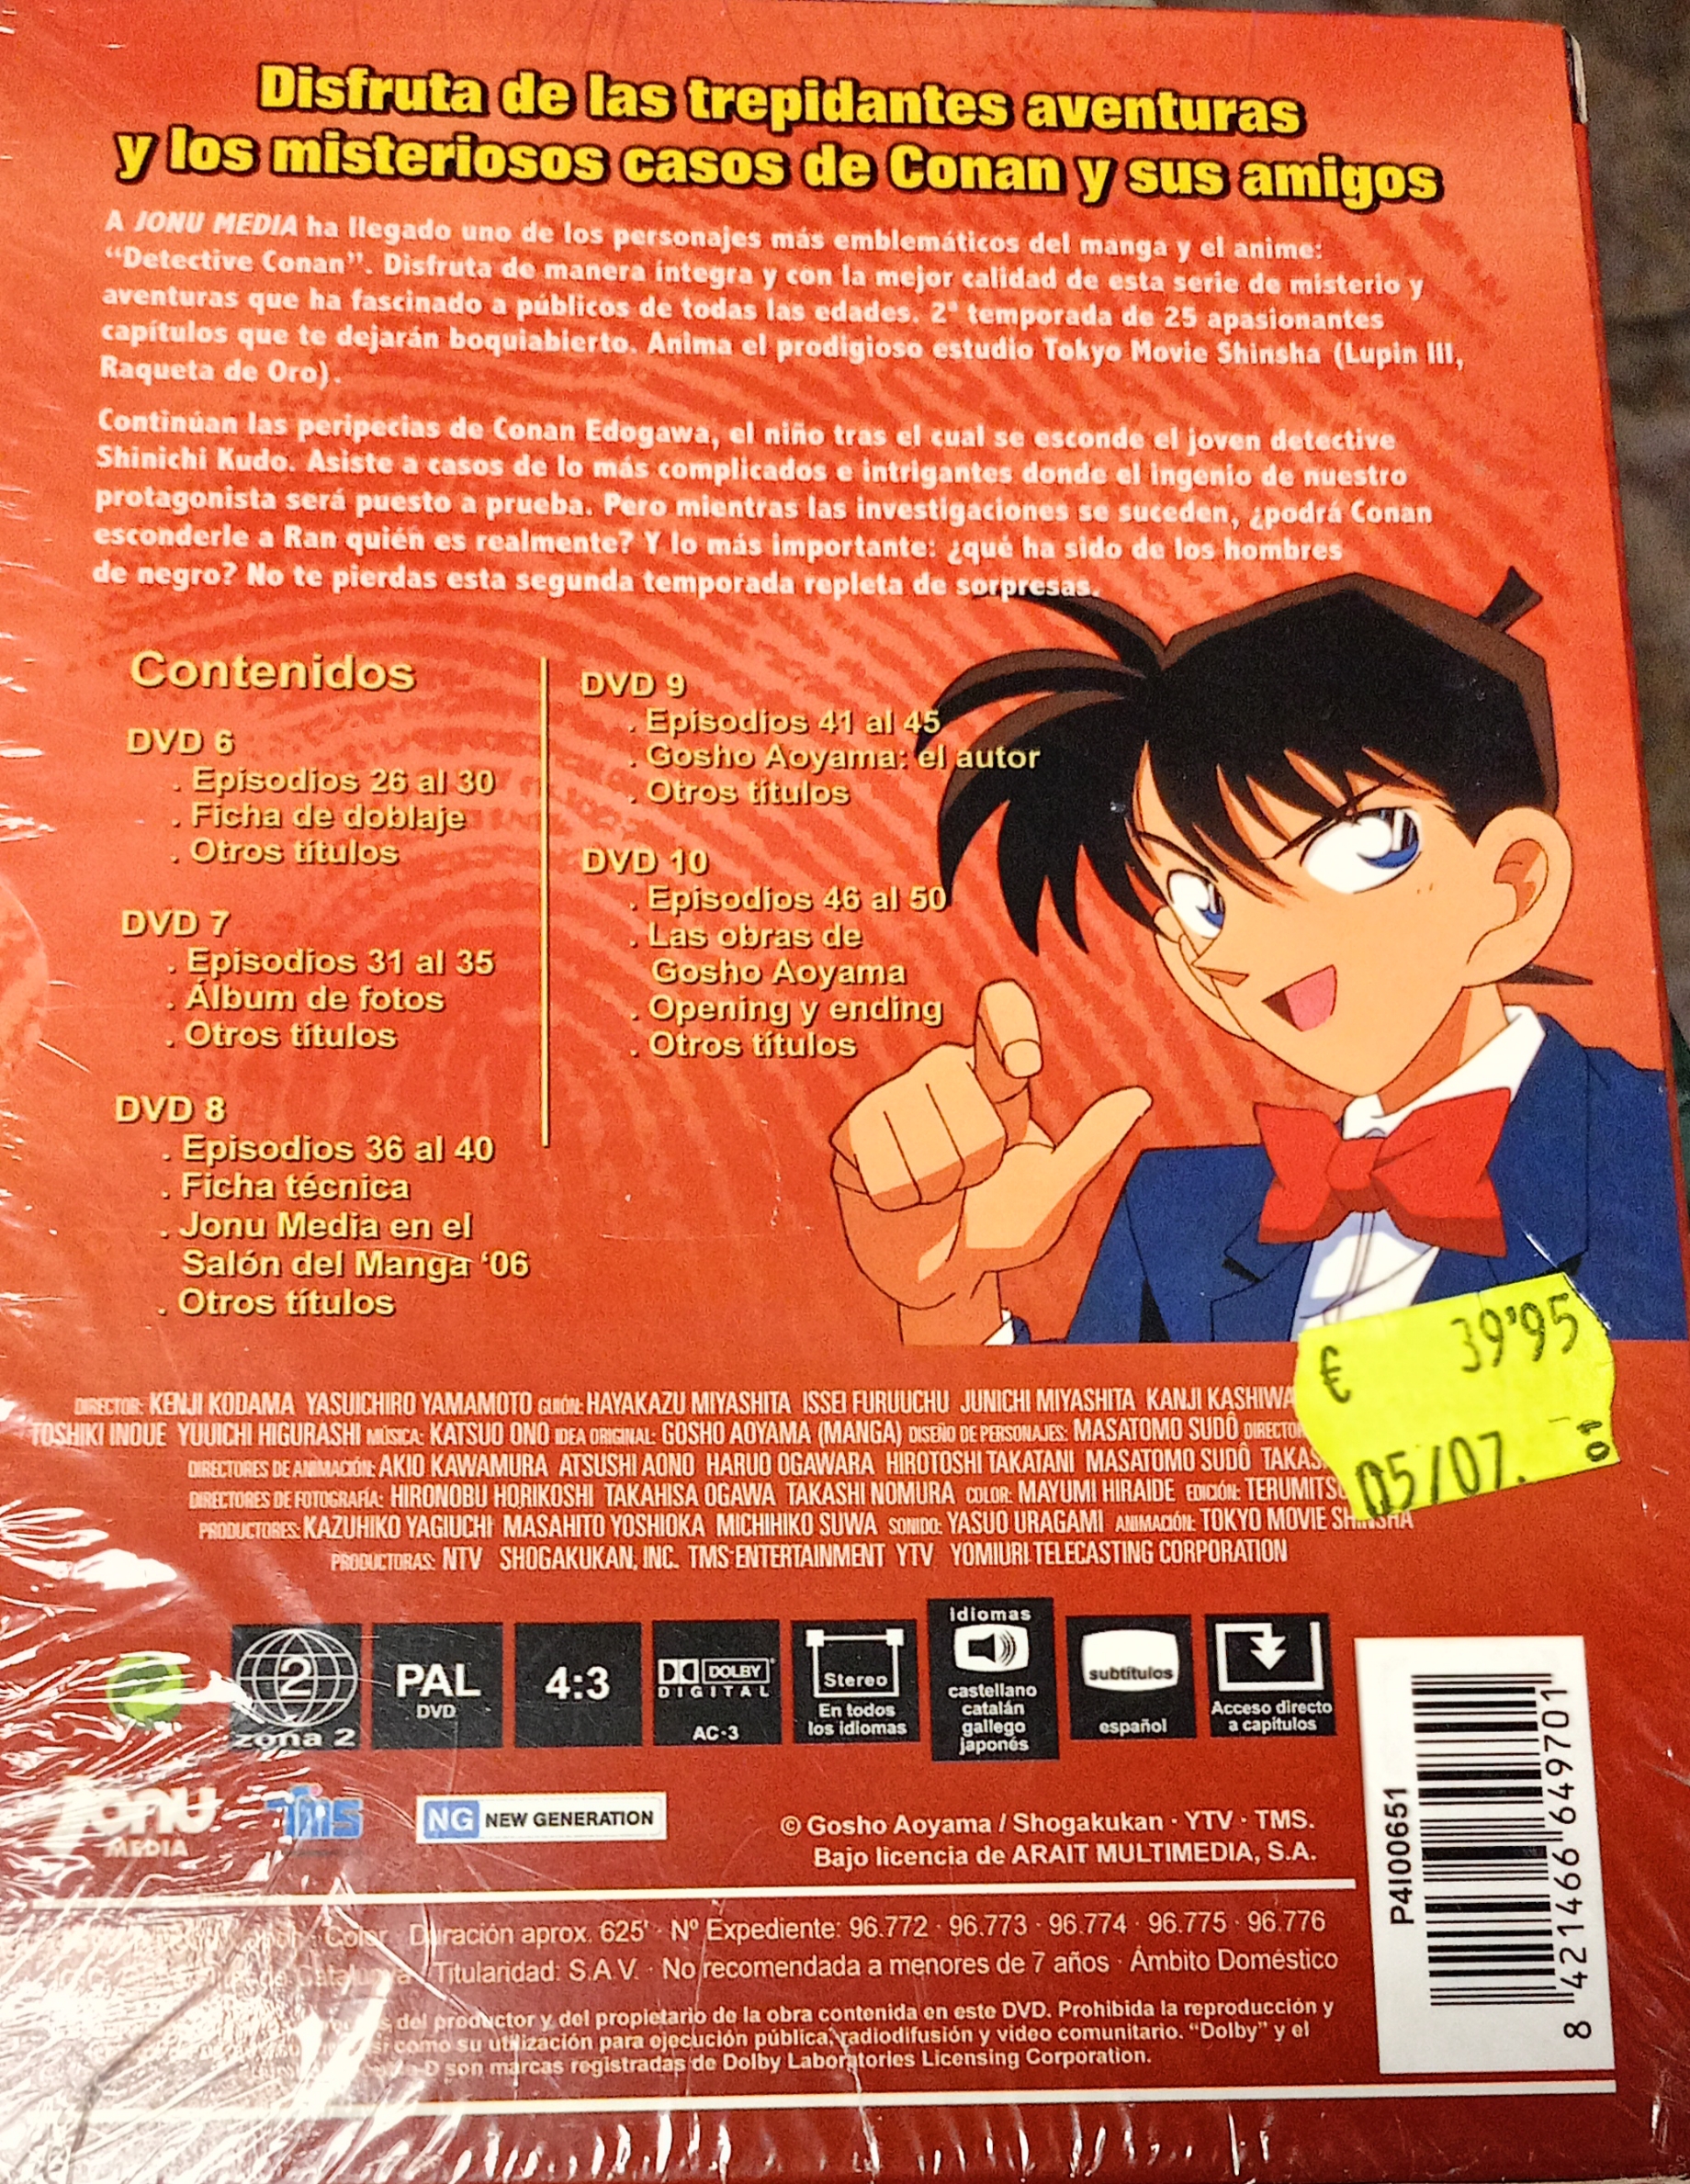 Disfruta de las trepidantes aventuras
y los misteriosos casos de Conan y sus amigos
A JONU MEDIA ha llegado uno de los personajes más emblemáticos del manga y el anime:
“Detective Conan”. Disfruta de manera íntegra y con la mejor calidad de esta serie de misterio y
aventuras que ha fascinado a públicos de todas las edades. 2ª temporada de 25 apasionantes
capítulos que te dejarán boquiabierto. Anima el prodigioso estudio Tokyo Movie Shinsha (Lupin III,
Raqueta de Oro).
Continúan las peripecias de Conan Edogawa, el niño tras el cual se esconde el joven detective
Shinichi Kudo. Asiste a casos de lo más complicados e intrigantes donde el ingenio de nuestro
protagonista será puesto a prueba. Pero mientras las investigaciones se suceden, ¿podrá Conan
esconderle a Ran quién es realmente? Y lo más importante: ¿qué ha sido de los hombres
de negro? No te pierdas esta segunda temporada repleta de sorpresas.
Contenidos
DVD 6
. Episodios 26 al 30
. Ficha de doblaje
. Otros títulos
DVD 7
. Episodios 31 al 35
. Álbum de fotos
. Otros títulos
DVD 8
. Episodios 36 al 40
. Ficha técnica
. Jonu Media en el
Salón del Manga ‘06
. Otros títulos
DVD 9
. Episodios 41 al 45
. Gosho Aoyama: el autor
. Otros títulos
DVD 10
. Episodios 46 al 50
. Las obras de
Gosho Aoyama
. Opening y ending
. Otros títulos
€ 39'95
05/07. 01
DIRECTOR: KENJI KODAMA YASUICHIRO YAMAMOTO GUIÓN: HAYAKAZU MIYASHITA ISSEI FURUUCHU JUNICHI MIYASHITA KANJI KASHIWA
TOSHIKI INOUE YUUICHI HIGURASHI MÚSICA: KATSUO ONO IDEA ORIGINAL: GOSHO AOYAMA (MANGA) DISEÑO DE PERSONAJES: MASATOMO SUDÔ DIRECTOR
DIRECTORES DE ANIMACIÓN: AKIO KAWAMURA ATSUSHI AONO HARUO OGAWARA HIROTOSHI TAKATANI MASATOMO SUDÔ TAKAS
DIRECTORES DE FOTOGRAFÍA: HIRONOBU HORIKOSHI TAKAHISA OGAWA TAKASHI NOMURA COLOR: MAYUMI HIRAIDE EDICIÓN: TERUMITS
PRODUCTORES: KAZUHIKO YAGIUCHI MASAHITO YOSHIOKA MICHIHIKO SUWA SONIDO: YASUO URAGAMI ANIMACIÓN: TOKYO MOVIE SHINSHA
PRODUCTORAS: NTV SHOGAKUKAN, INC. TMS-ENTERTAINMENT YTV YOMIURI TELECASTING CORPORATION
2
zona 2
PAL
DVD
4:3
DOLBY
DIGITAL
AC-3
Stereo
En todos
los idiomas
idiomas
castellano
catalán
gallego
japonés
subtítulos
español
Acceso directo
a capítulos
JONU
MEDIA
TMS
NG NEW GENERATION
© Gosho Aoyama / Shogakukan · YTV · TMS.
Bajo licencia de ARAIT MULTIMEDIA, S.A.
P4I00651
8 421466 649701
Color · Duración aprox. 625' · Nº Expediente: 96.772 · 96.773 · 96.774 · 96.775 · 96.776
de Catalunya · Titularidad: S.A.V. · No recomendada a menores de 7 años · Ámbito Doméstico
del productor y del propietario de la obra contenida en este DVD. Prohibida la reproducción y
como su utilización para ejecución pública, radiodifusión y video comunitario. “Dolby” y el
D son marcas registradas de Dolby Laboratories Licensing Corporation.